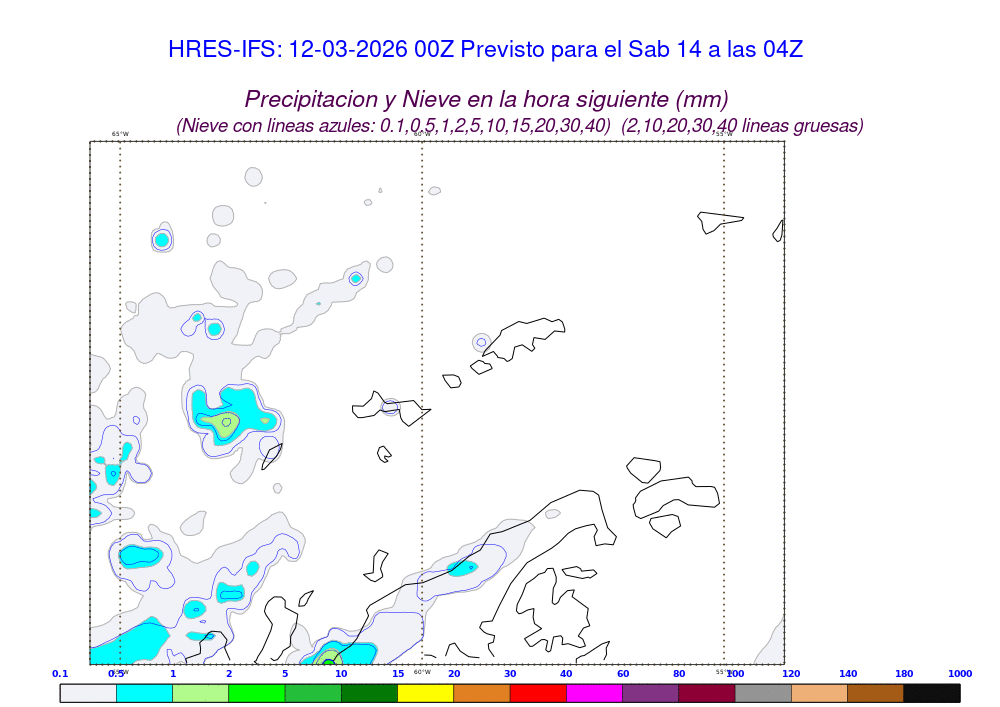 HRES-IFS: 12-03-2026 00Z Previsto para el Sab 14 a las 04Z
Precipitacion y Nieve en la hora siguiente (mm)
(Nieve con lineas azules: 0.1,0.5,1,2,5,10,15,20,30,40)  (2,10,20,30,40 lineas gruesas)
65°W 60°W 55°W
65°W 60°W 55°W
0.1 0.5 1 2 5 10 15 20 30 40 60 80 100 120 140 180 1000